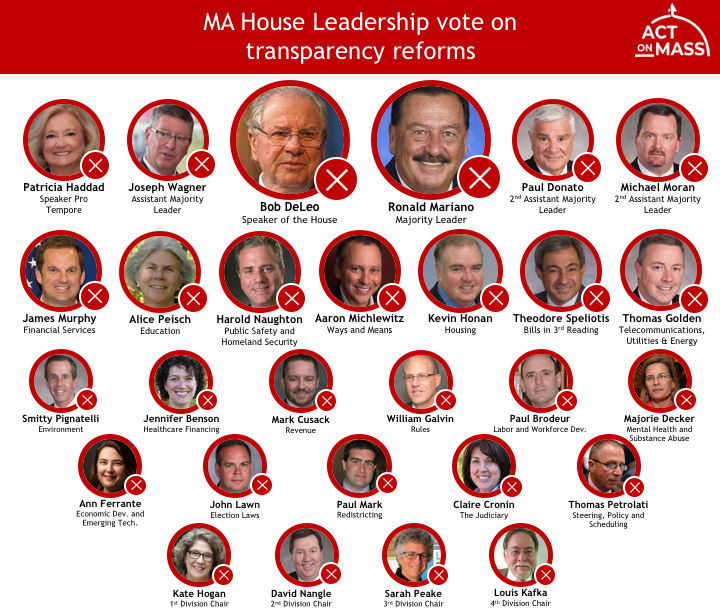 MA House Leadership vote on
transparency reforms
ACT
ON MASS
Patricia Haddad
Speaker Pro
Tempore
Joseph Wagner
Assistant Majority
Leader
Bob DeLeo
Speaker of the House
Ronald Mariano
Majority Leader
Paul Donato
2nd Assistant Majority
Leader
Michael Moran
2nd Assistant Majority
Leader
James Murphy
Financial Services
Alice Peisch
Education
Harold Naughton
Public Safety and
Homeland Security
Aaron Michlewitz
Ways and Means
Kevin Honan
Housing
Theodore Speliotis
Bills in 3rd Reading
Thomas Golden
Telecommunications,
Utilities & Energy
Smitty Pignatelli
Environment
Jennifer Benson
Healthcare Financing
Mark Cusack
Revenue
William Galvin
Rules
Paul Brodeur
Labor and Workforce Dev.
Majorie Decker
Mental Health and
Substance Abuse
Ann Ferrante
Economic Dev. and
Emerging Tech.
John Lawn
Election Laws
Paul Mark
Redistricting
Claire Cronin
The Judiciary
Thomas Petrolati
Steering, Policy and
Scheduling
Kate Hogan
1st Division Chair
David Nangle
2nd Division Chair
Sarah Peake
3rd Division Chair
Louis Kafka
4th Division Chair